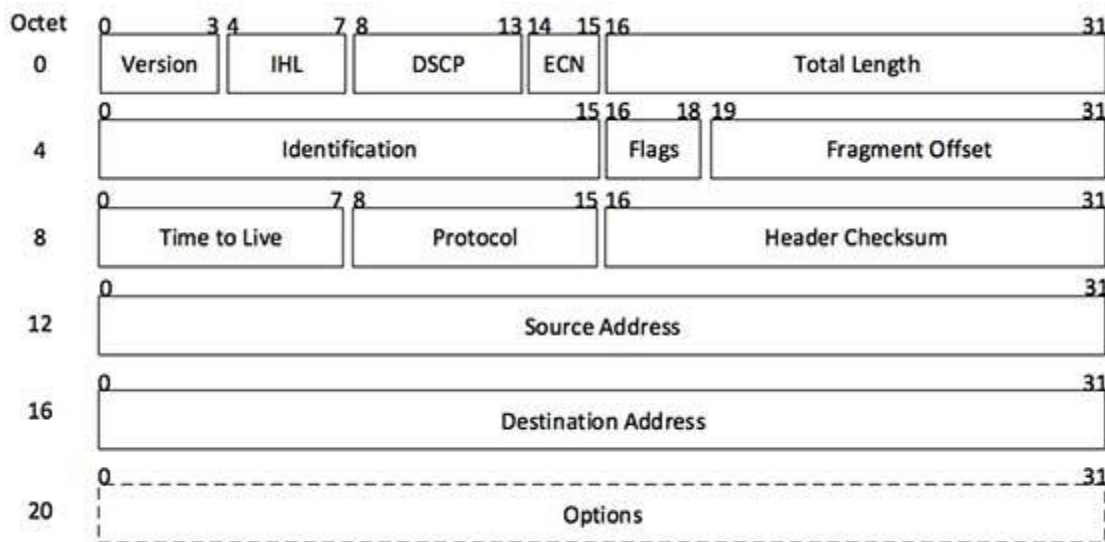 Octet 0 3 4 7 8 13 14 15 16 31
0 Version IHL DSCP ECN Total Length
0 15 16 18 19 31
4 Identification Flags Fragment Offset
0 7 8 15 16 31
8 Time to Live Protocol Header Checksum
0 31
12 Source Address
0 31
16 Destination Address
0 31
20 Options